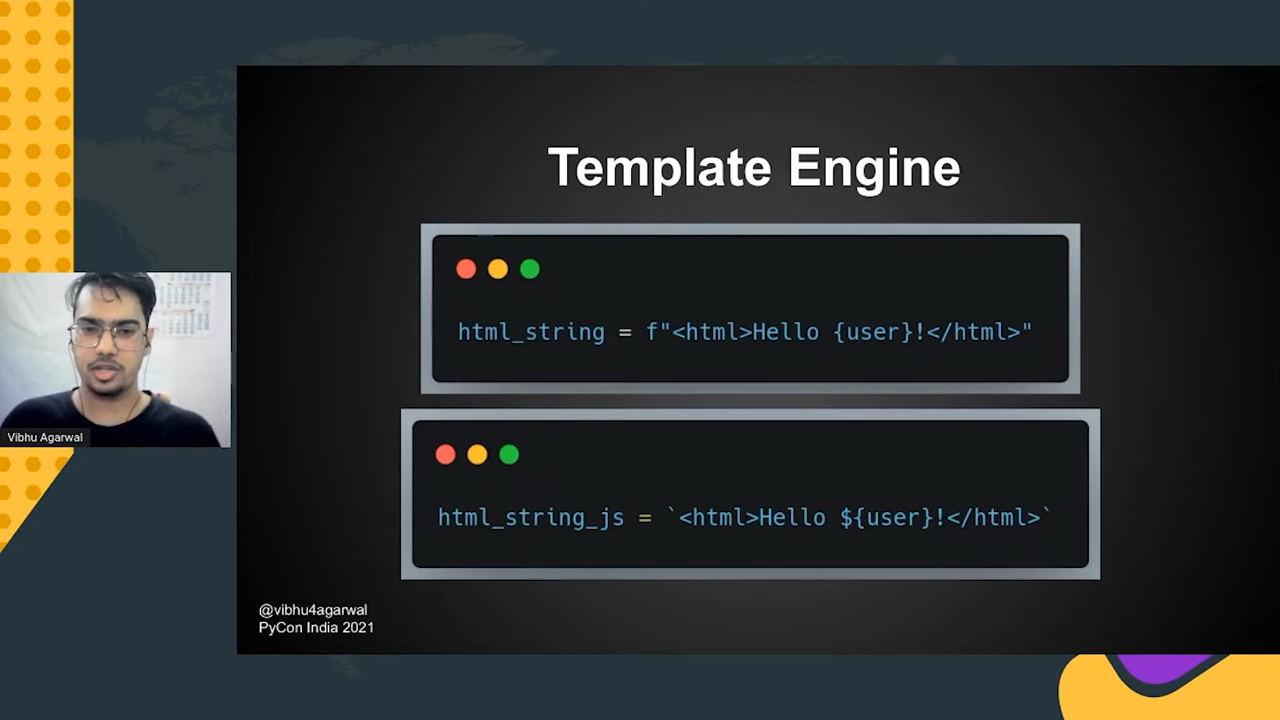 Template Engine
html_string = f"<html>Hello {user}!</html>"
html_string_js = `<html>Hello ${user}!</html>`
Vibhu Agarwal
@vibhu4agarwal
PyCon India 2021